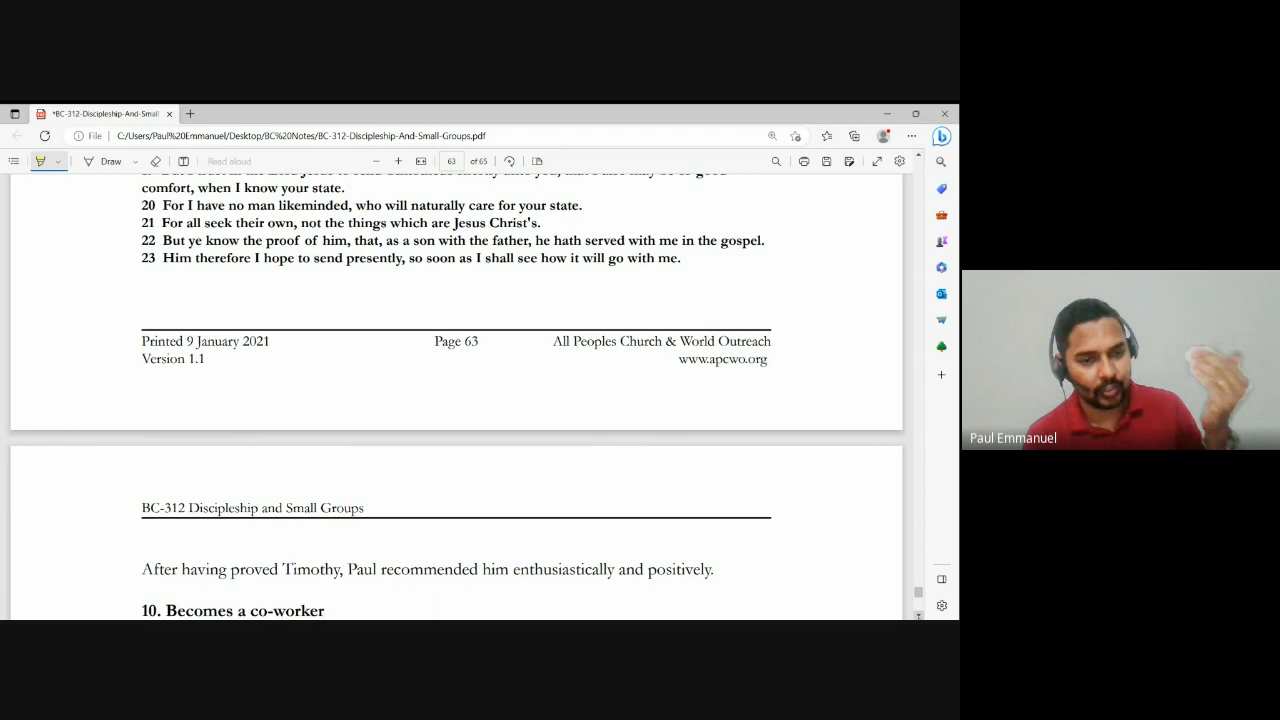 *BC-312-Discipleship-And-Small
File
C:/Users/Paul%20Emmanuel/Desktop/BC%20Notes/BC-312-Discipleship-And-Small-Groups.pdf
Draw
Read aloud
63 of 65
comfort, when I know your state.
20 For I have no man likeminded, who will naturally care for your state.
21 For all seek their own, not the things which are Jesus Christ's.
22 But ye know the proof of him, that, as a son with the father, he hath served with me in the gospel.
23 Him therefore I hope to send presently, so soon as I shall see how it will go with me.
Printed 9 January 2021 Page 63 All Peoples Church & World Outreach
Version 1.1 www.apcwo.org
BC-312 Discipleship and Small Groups
After having proved Timothy, Paul recommended him enthusiastically and positively.
10. Becomes a co-worker
Paul Emmanuel